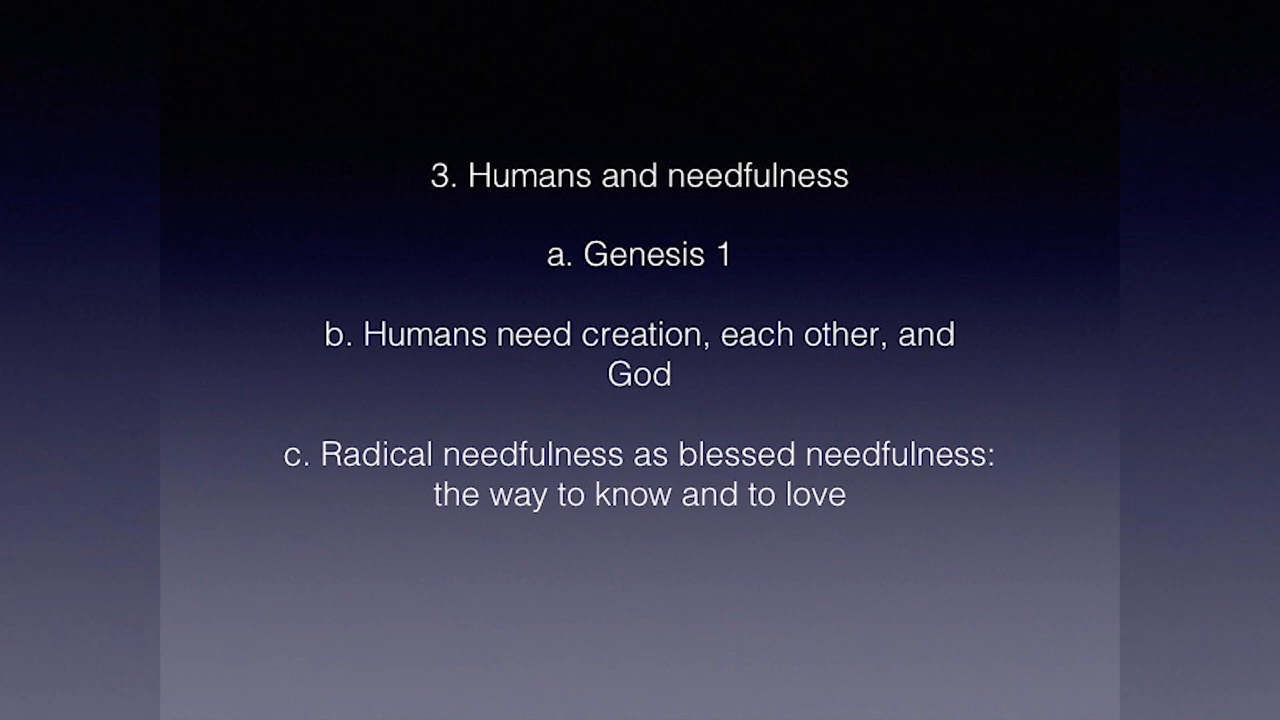 3. Humans and needfulness
a. Genesis 1
b. Humans need creation, each other, and
God
c. Radical needfulness as blessed needfulness:
the way to know and to love